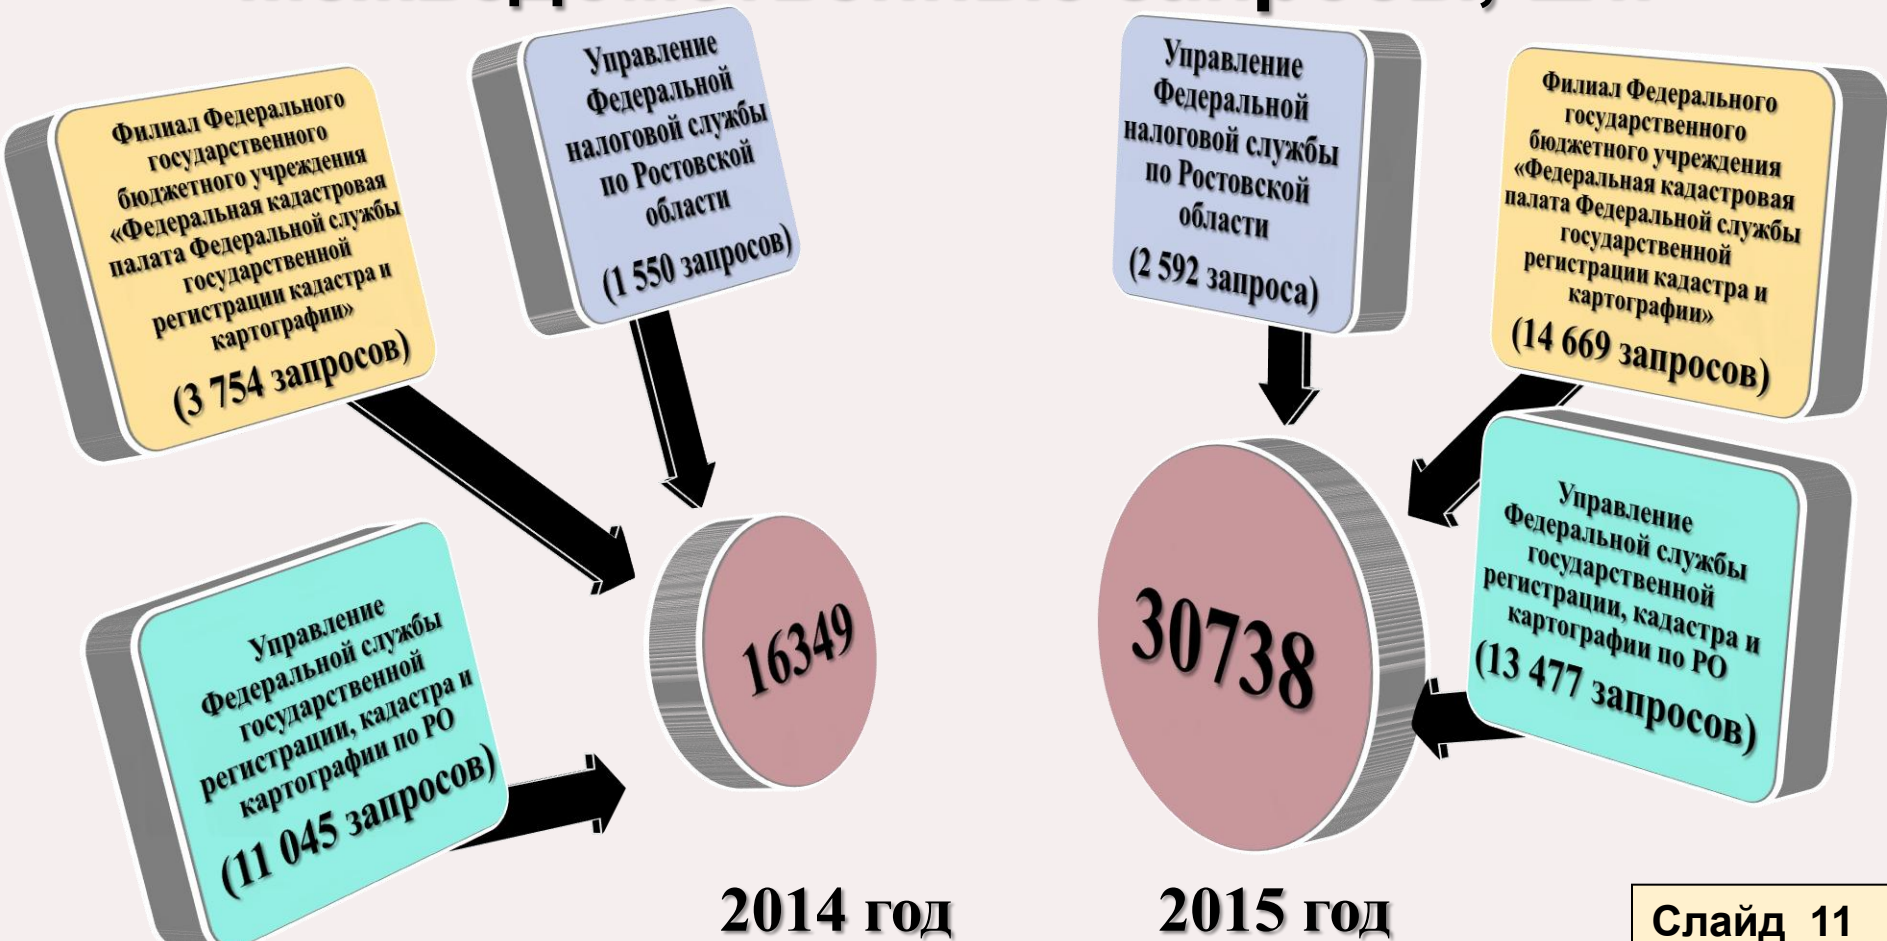 Филиал Федерального
государственного
бюджетного учреждения
«Федеральная кадастровая
палата Федеральной службы
государственной
регистрации кадастра и
картографии»
(3 754 запросов)
Управление
Федеральной
налоговой службы
по Ростовской
области
(1 550 запросов)
Управление
Федеральной службы
государственной
регистрации, кадастра и
картографии по РО
(11 045 запросов)
16349
2014 год
Управление
Федеральной
налоговой службы
по Ростовской
области
(2 592 запроса)
Филиал Федерального
государственного
бюджетного учреждения
«Федеральная кадастровая
палата Федеральной службы
государственной
регистрации кадастра и
картографии»
(14 669 запросов)
Управление
Федеральной службы
государственной
регистрации, кадастра и
картографии по РО
(13 477 запросов)
30738
2015 год
Слайд 11